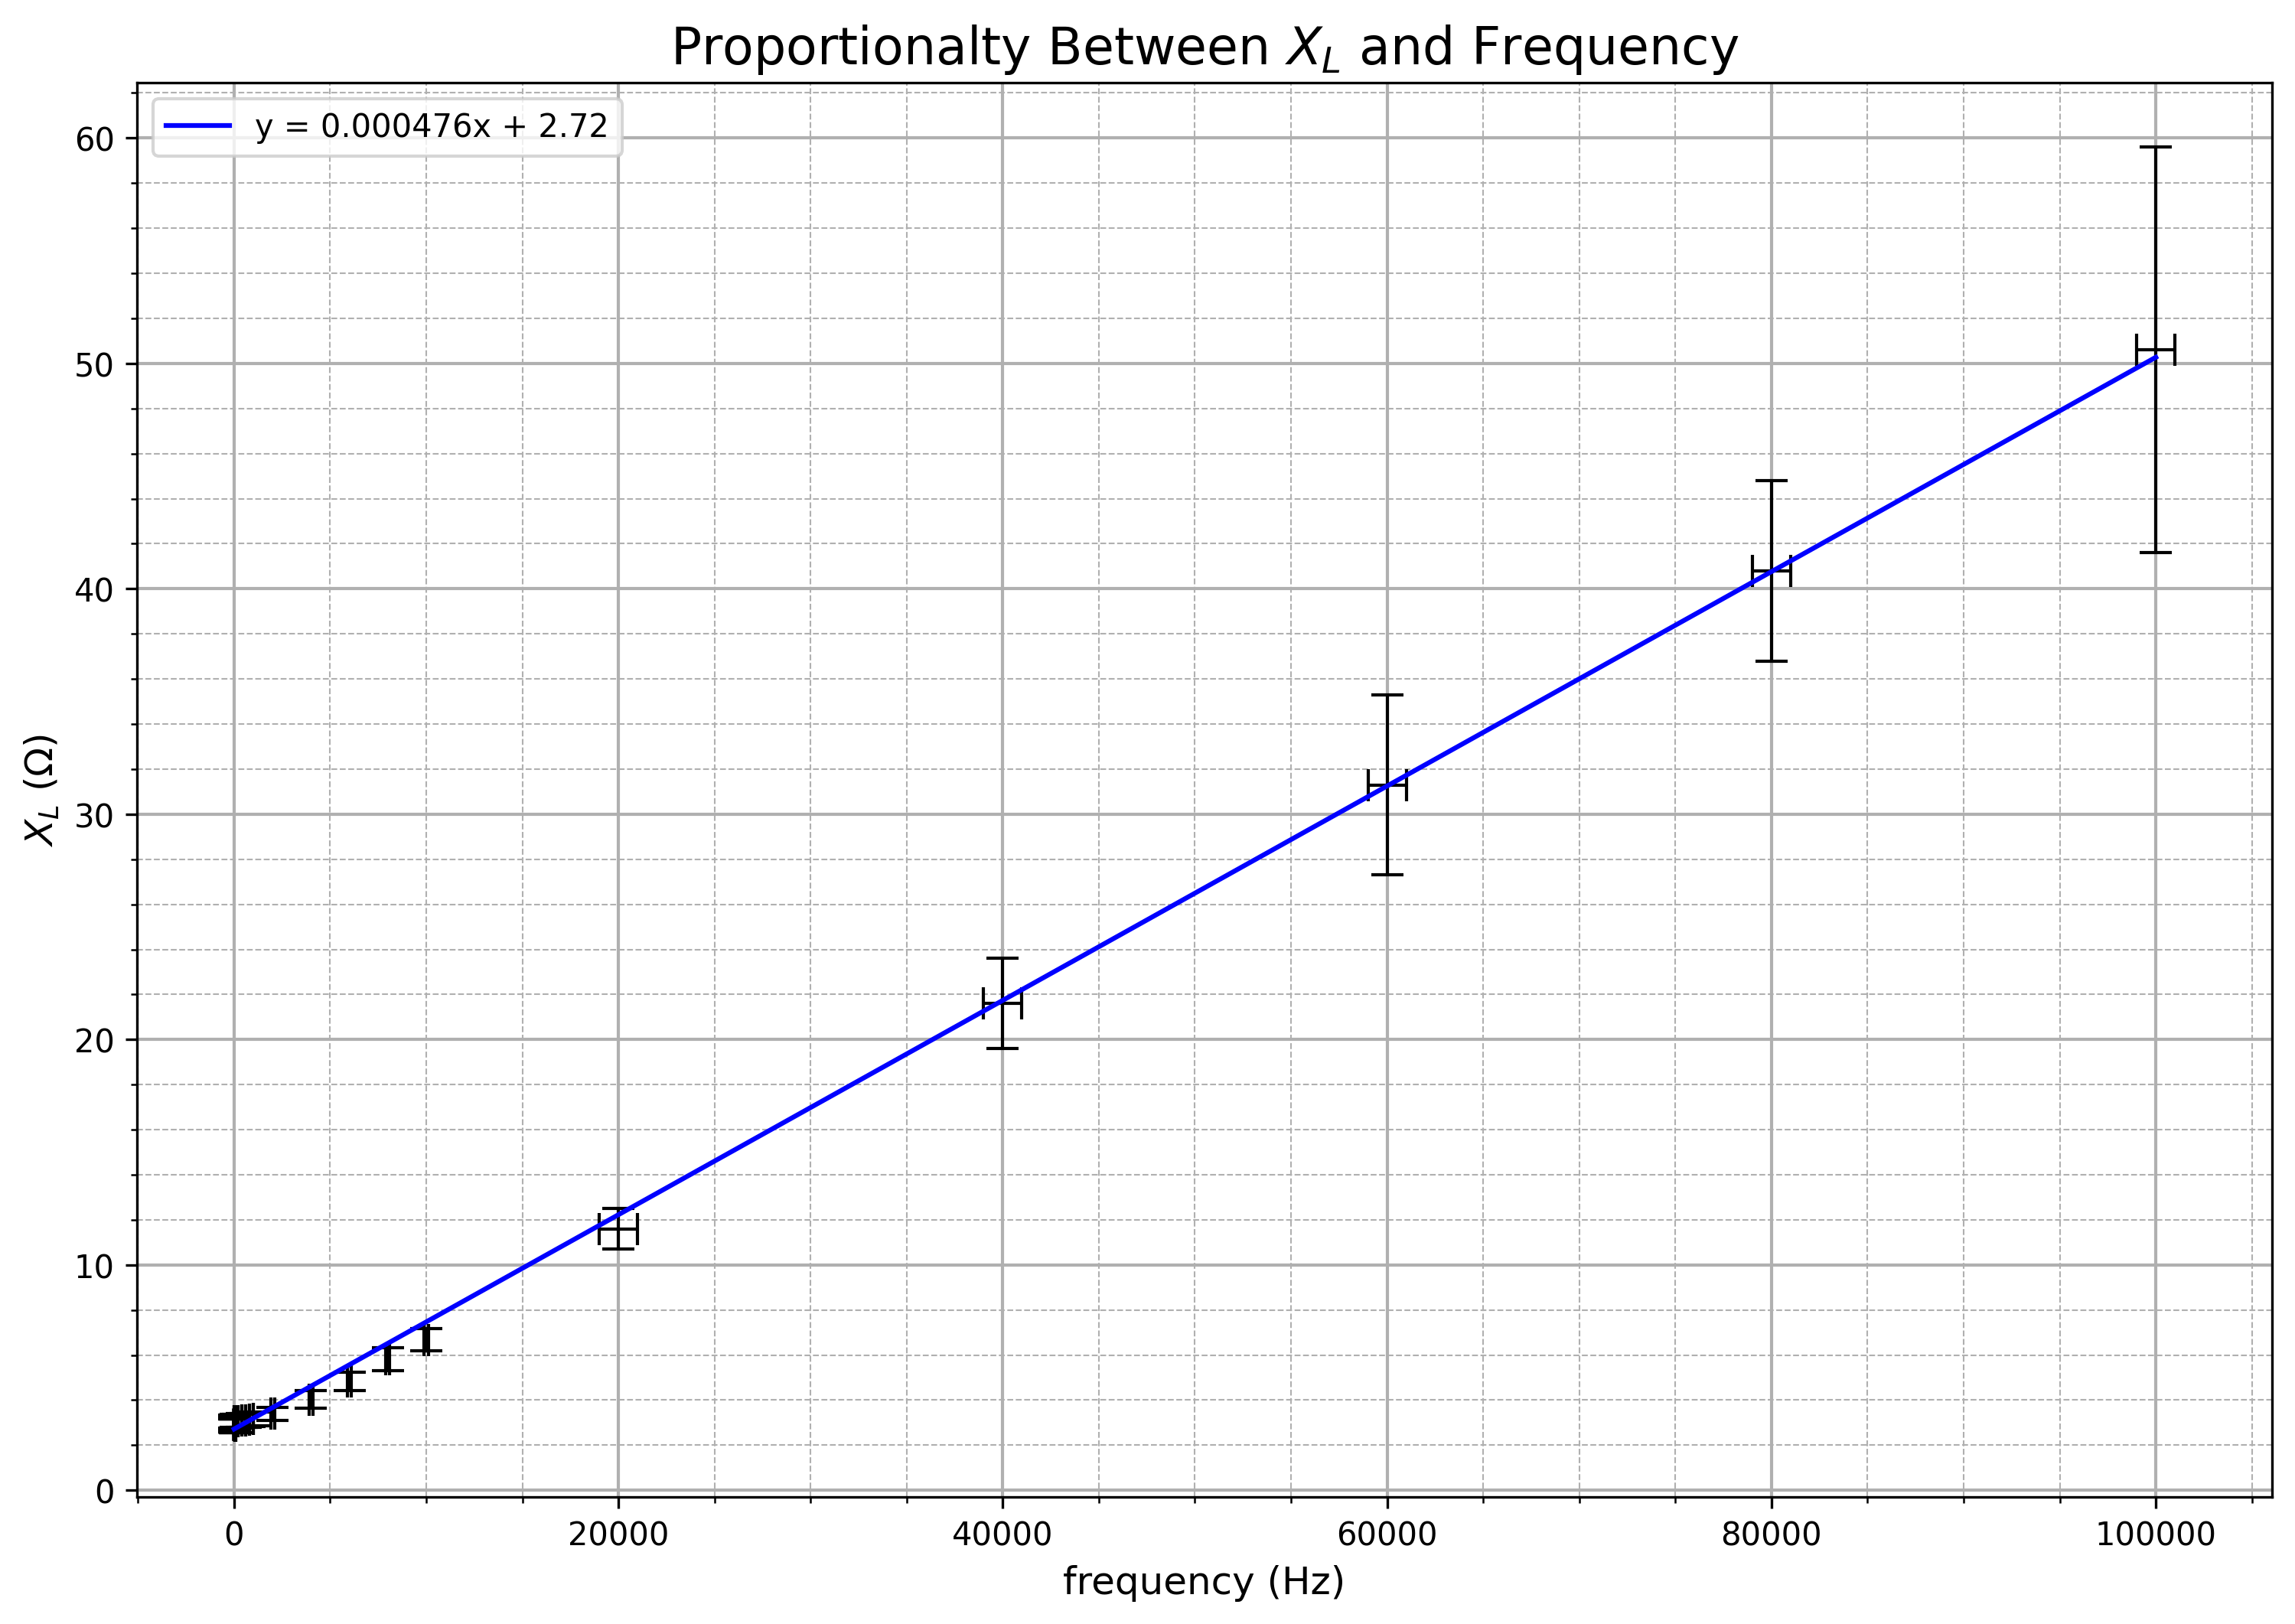 Proportionalty Between X_L and Frequency
y = 0.000476x + 2.72
60
50
40
30
20
10
0
X_L (Ω)
0 20000 40000 60000 80000 100000
frequency (Hz)